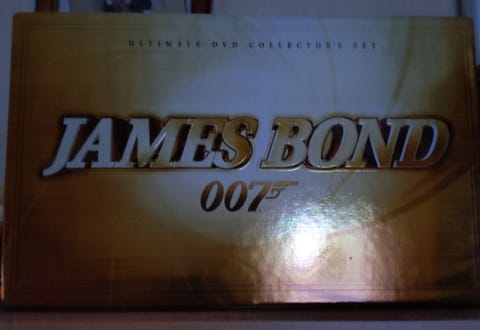 ULTIMATE DVD COLLECTOR'S SET
JAMES BOND
007